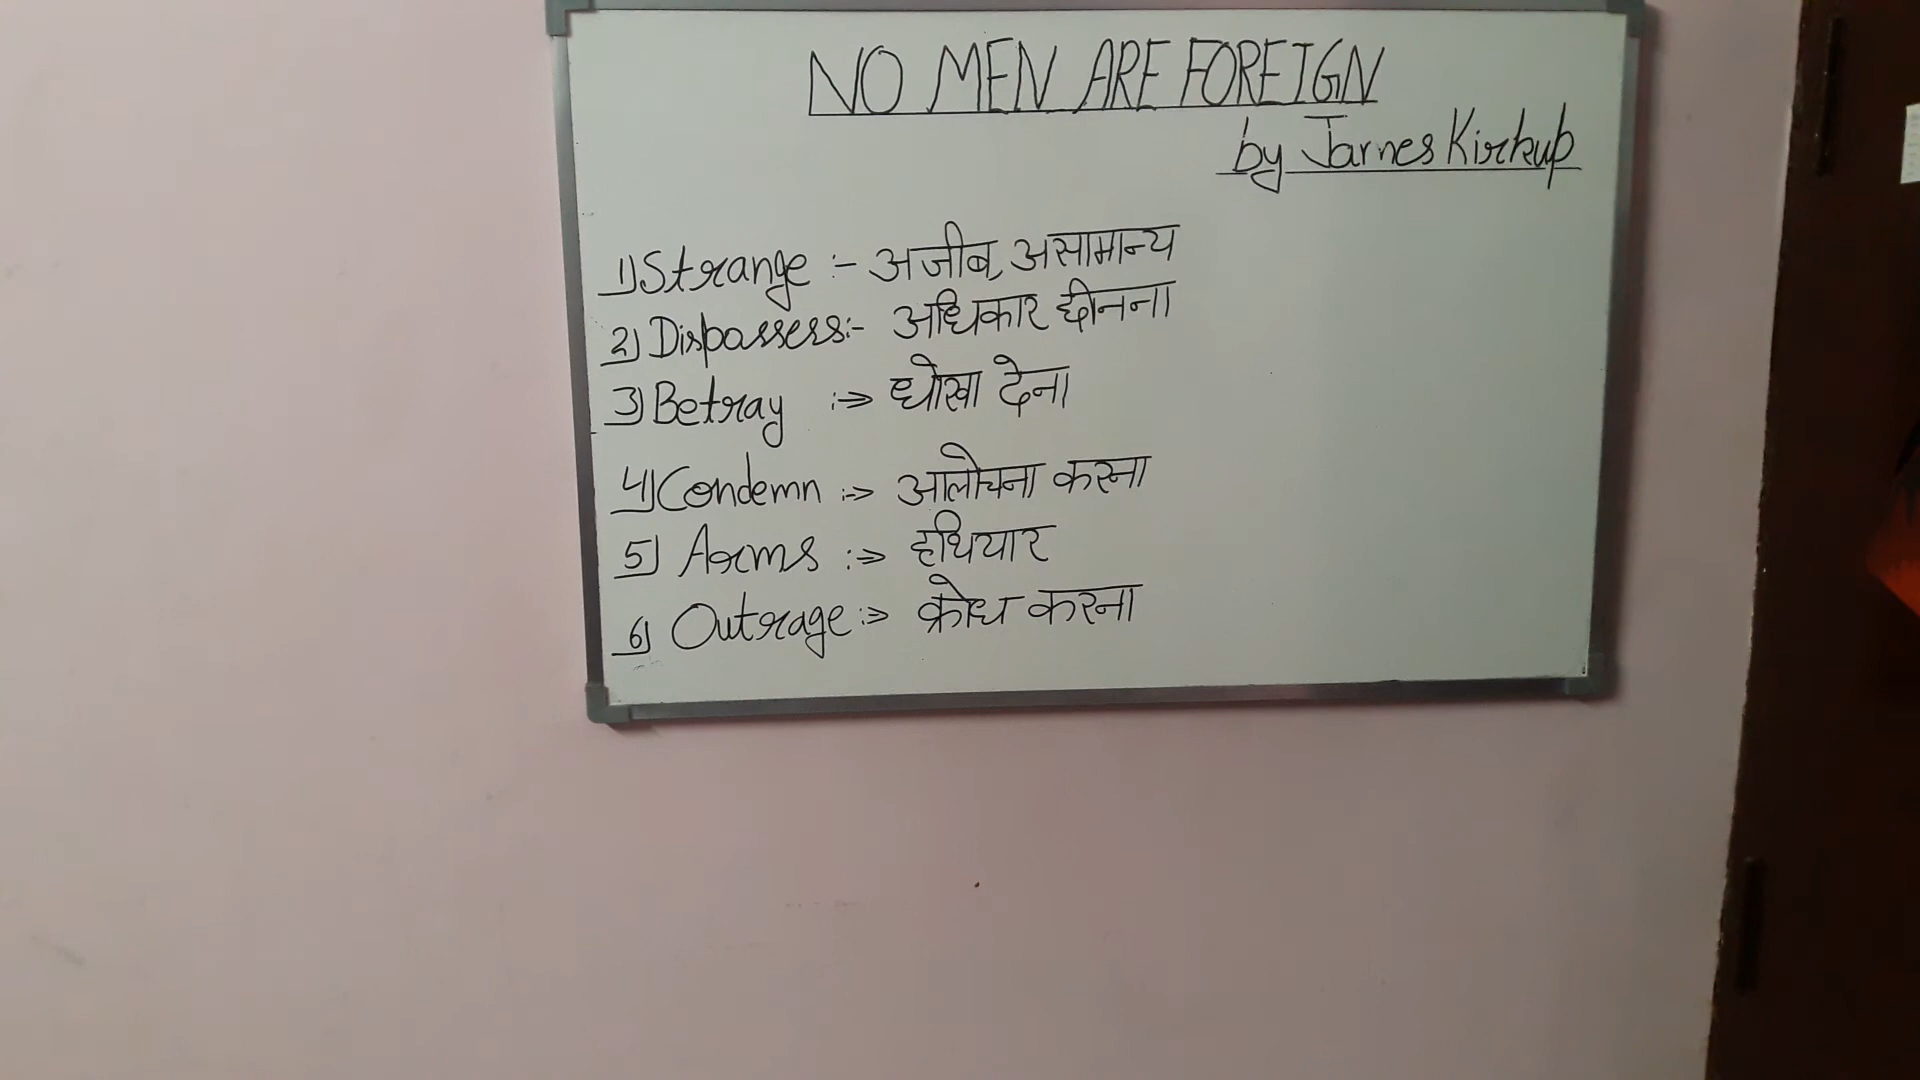 NO MEN ARE FOREIGN
by James Kirkup
1) Strange :- अजीब, असामान्य
2) Dispossess:- अधिकार छीनना
3) Betray :-> धोखा देना
4) Condemn :-> आलोचना करना
5) Arms :-> हथियार
6) Outrage :-> क्रोध करना